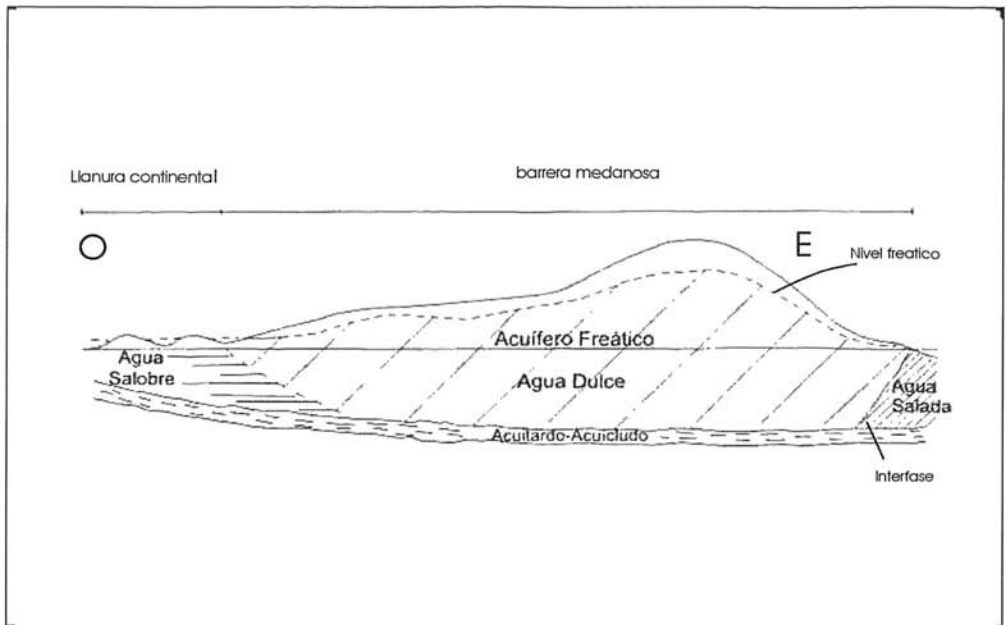 Llanura continental
barrera medanosa
O
E
Nivel freatico
Acuífero Freático
Agua
Salobre
Agua Dulce
Agua
Salada
Acuitardo-Acuicludo
Interfase